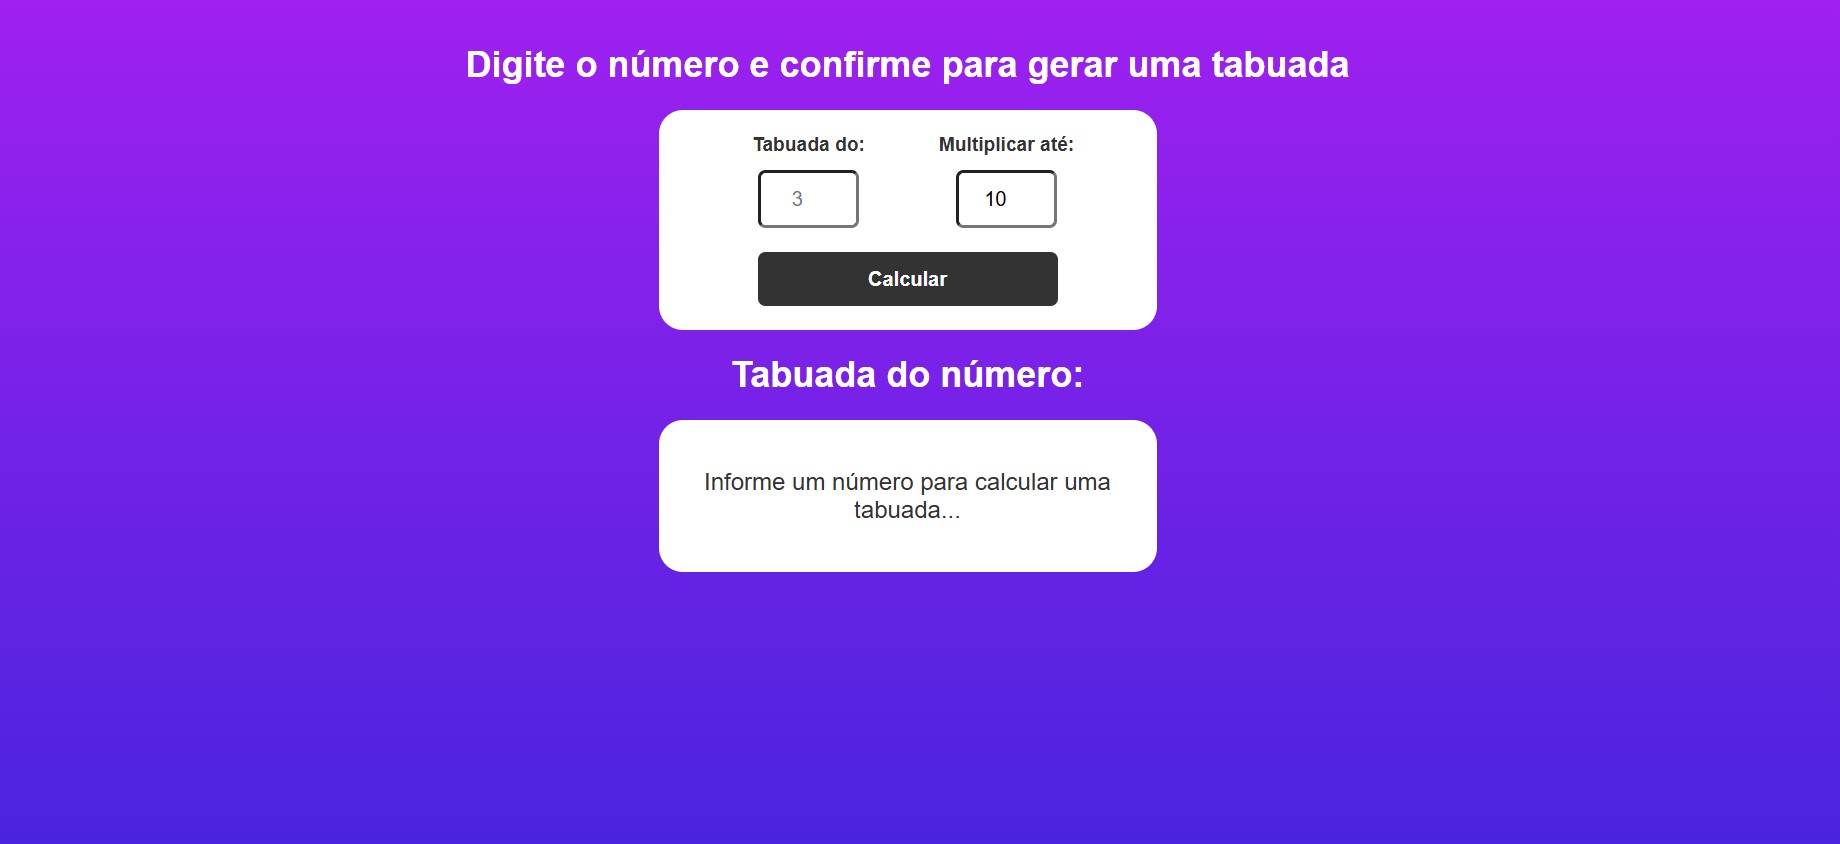 Digite o número e confirme para gerar uma tabuada
Tabuada do:
Multiplicar até:
3
10
Calcular
Tabuada do número:
Informe um número para calcular uma
tabuada...